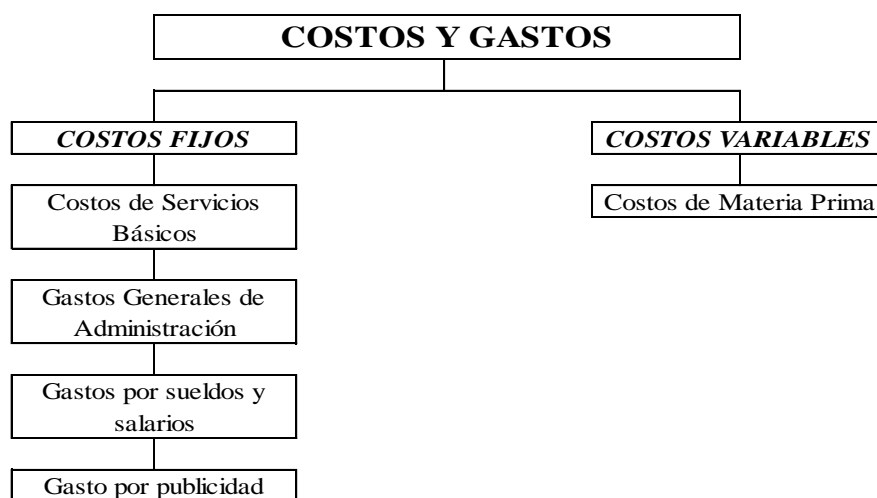 COSTOS Y GASTOS
COSTOS FIJOS
Costos de Servicios
Básicos
Gastos Generales de
Administración
Gastos por sueldos y
salarios
Gasto por publicidad
COSTOS VARIABLES
Costos de Materia Prima